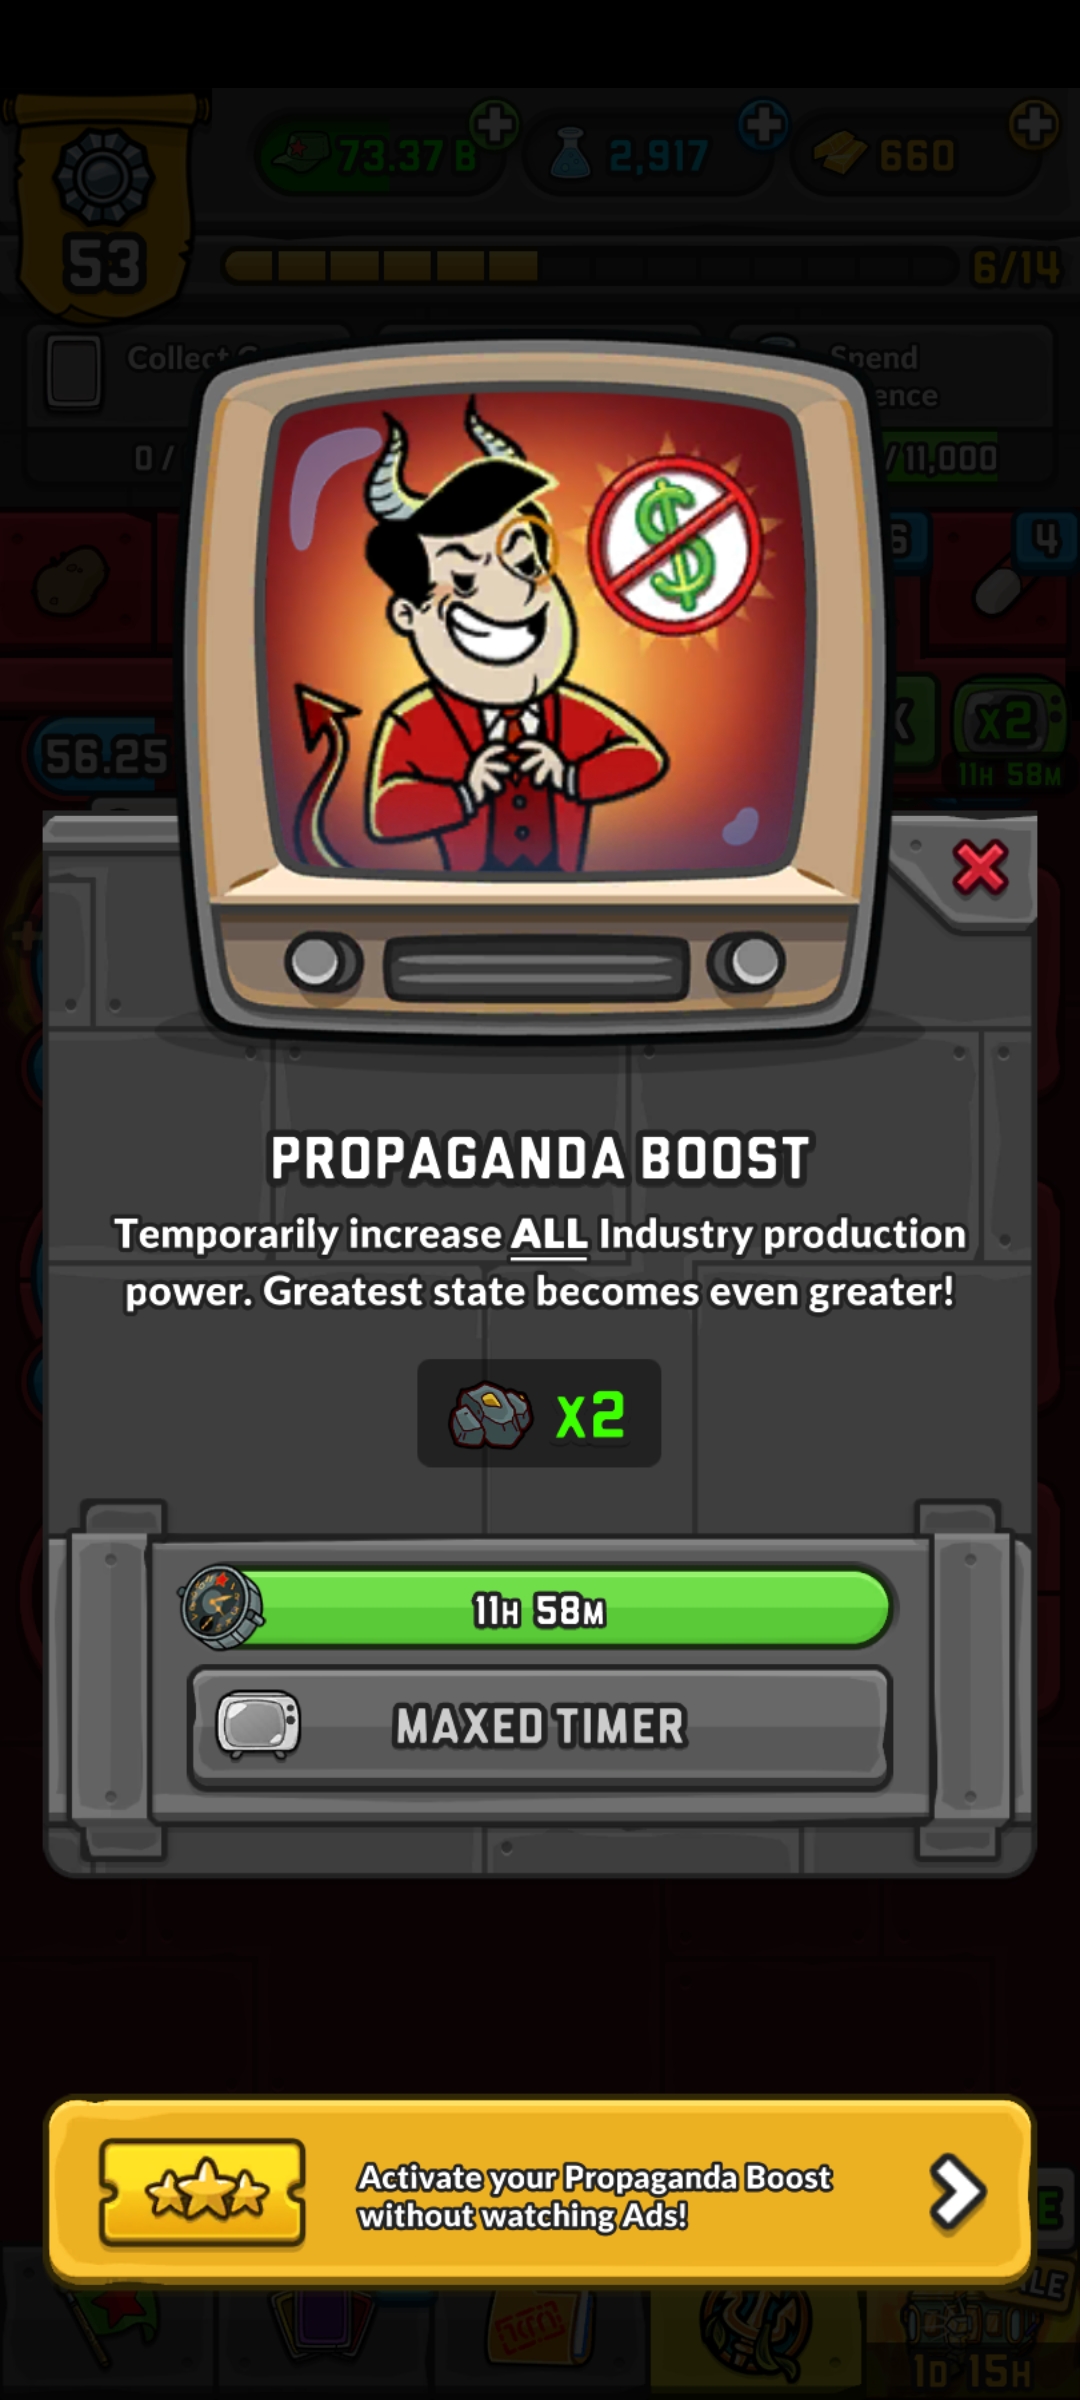 73.37 B
2,917
660
53
6/14
Collect
Spend
0/
/11,000
4
56.25
X2
11H 58M
PROPAGANDA BOOST
Temporarily increase ALL Industry production
power. Greatest state becomes even greater!
X2
11H 58M
MAXED TIMER
Activate your Propaganda Boost
without watching Ads!
1D 15H